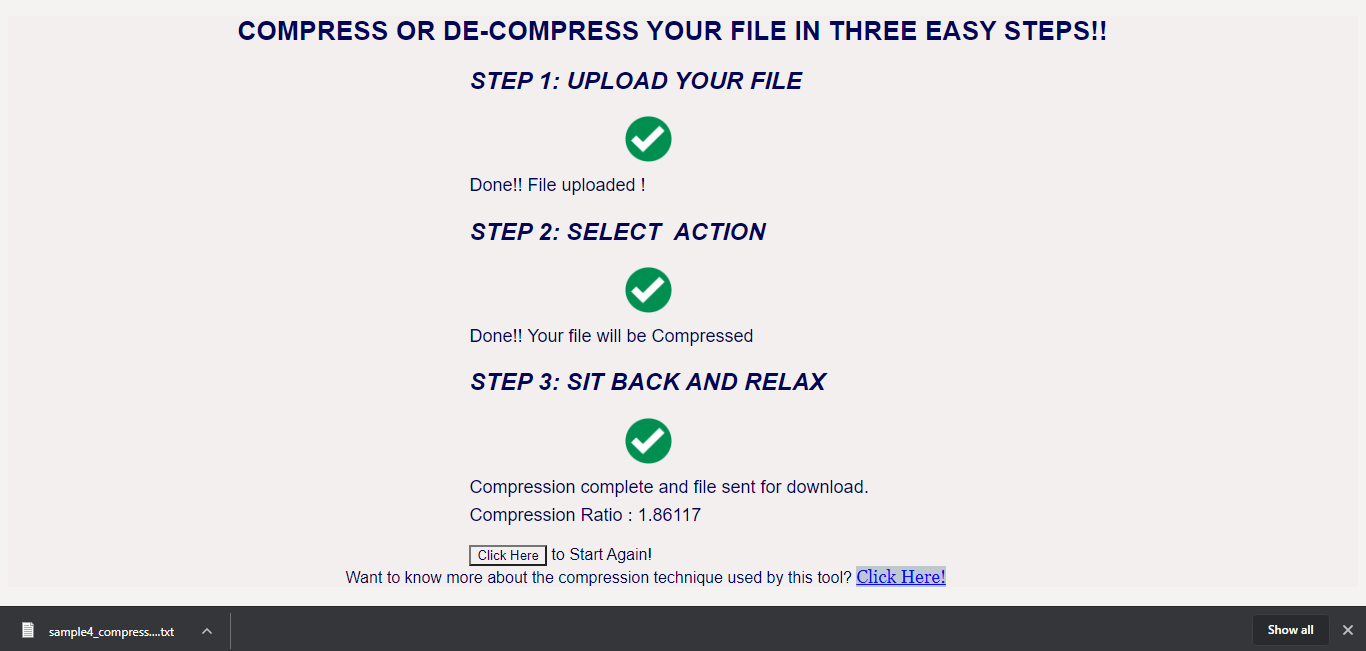 COMPRESS OR DE-COMPRESS YOUR FILE IN THREE EASY STEPS!!
STEP 1: UPLOAD YOUR FILE
Done!! File uploaded !
STEP 2: SELECT  ACTION
Done!! Your file will be Compressed
STEP 3: SIT BACK AND RELAX
Compression complete and file sent for download.
Compression Ratio : 1.86117
Click Here to Start Again!
Want to know more about the compression technique used by this tool? Click Here!
sample4_compress....txt
Show all